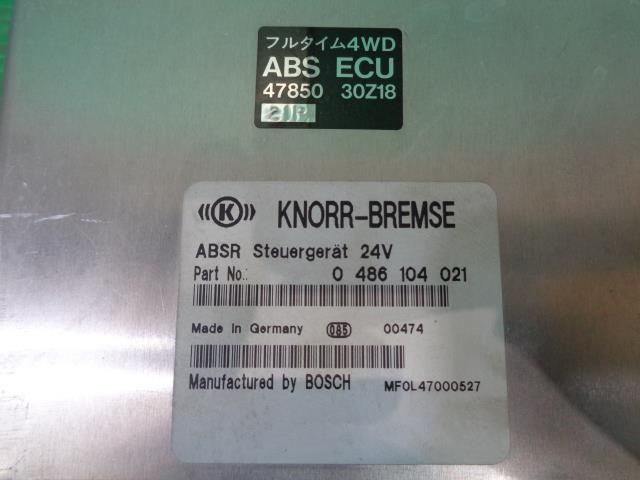 フルタイム4WD
ABS ECU
47850 30Z18
21P
((K)) KNORR-BREMSE
ABSR Steuergerät 24V
Part No.: 0 486 104 021
Made In Germany 085 00474
Manufactured by BOSCH MF0L47000527